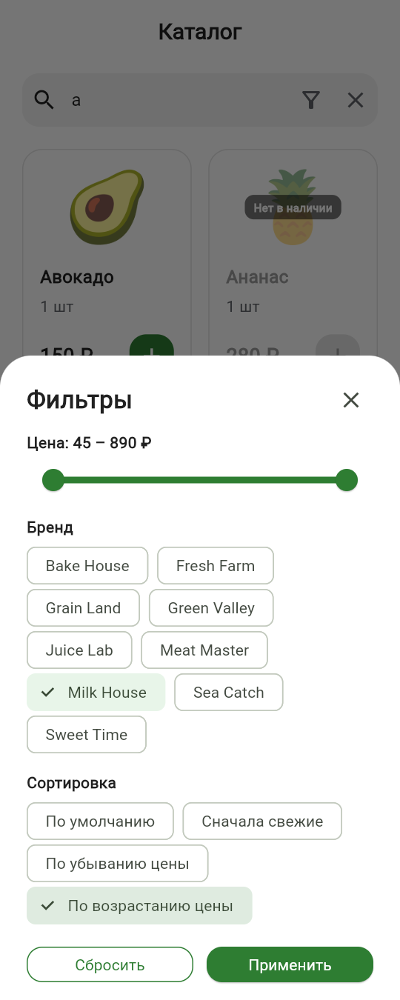 Каталог
а
Нет в наличии
Авокадо
Ананас
1 шт
1 шт
150 ₽
280 ₽
Фильтры
Цена: 45 – 890 ₽
Бренд
Bake House
Fresh Farm
Grain Land
Green Valley
Juice Lab
Meat Master
Milk House
Sea Catch
Sweet Time
Сортировка
По умолчанию
Сначала свежие
По убыванию цены
По возрастанию цены
Сбросить
Применить